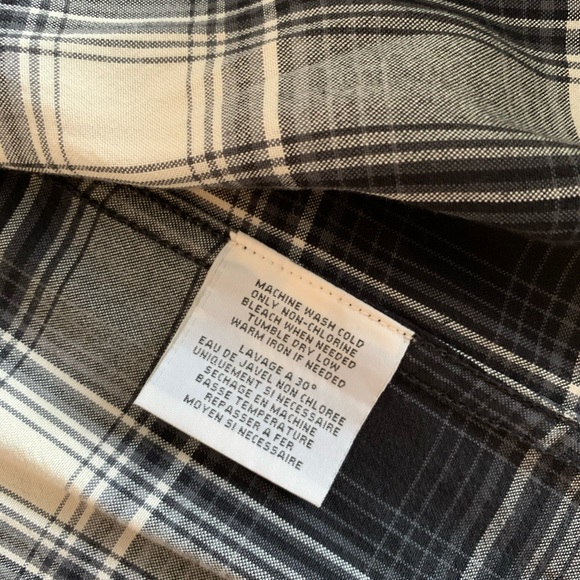 MACHINE WASH COLD
ONLY NON-CHLORINE
BLEACH WHEN NEEDED
TUMBLE DRY LOW
WARM IRON IF NEEDED
LAVAGE A 30°
EAU DE JAVEL NON CHLOREE
UNIQUEMENT SI NECESSAIRE
SECHAGE EN MACHINE
BASSE TEMPERATURE
REPASSER A FER
MOYEN SI NECESSAIRE